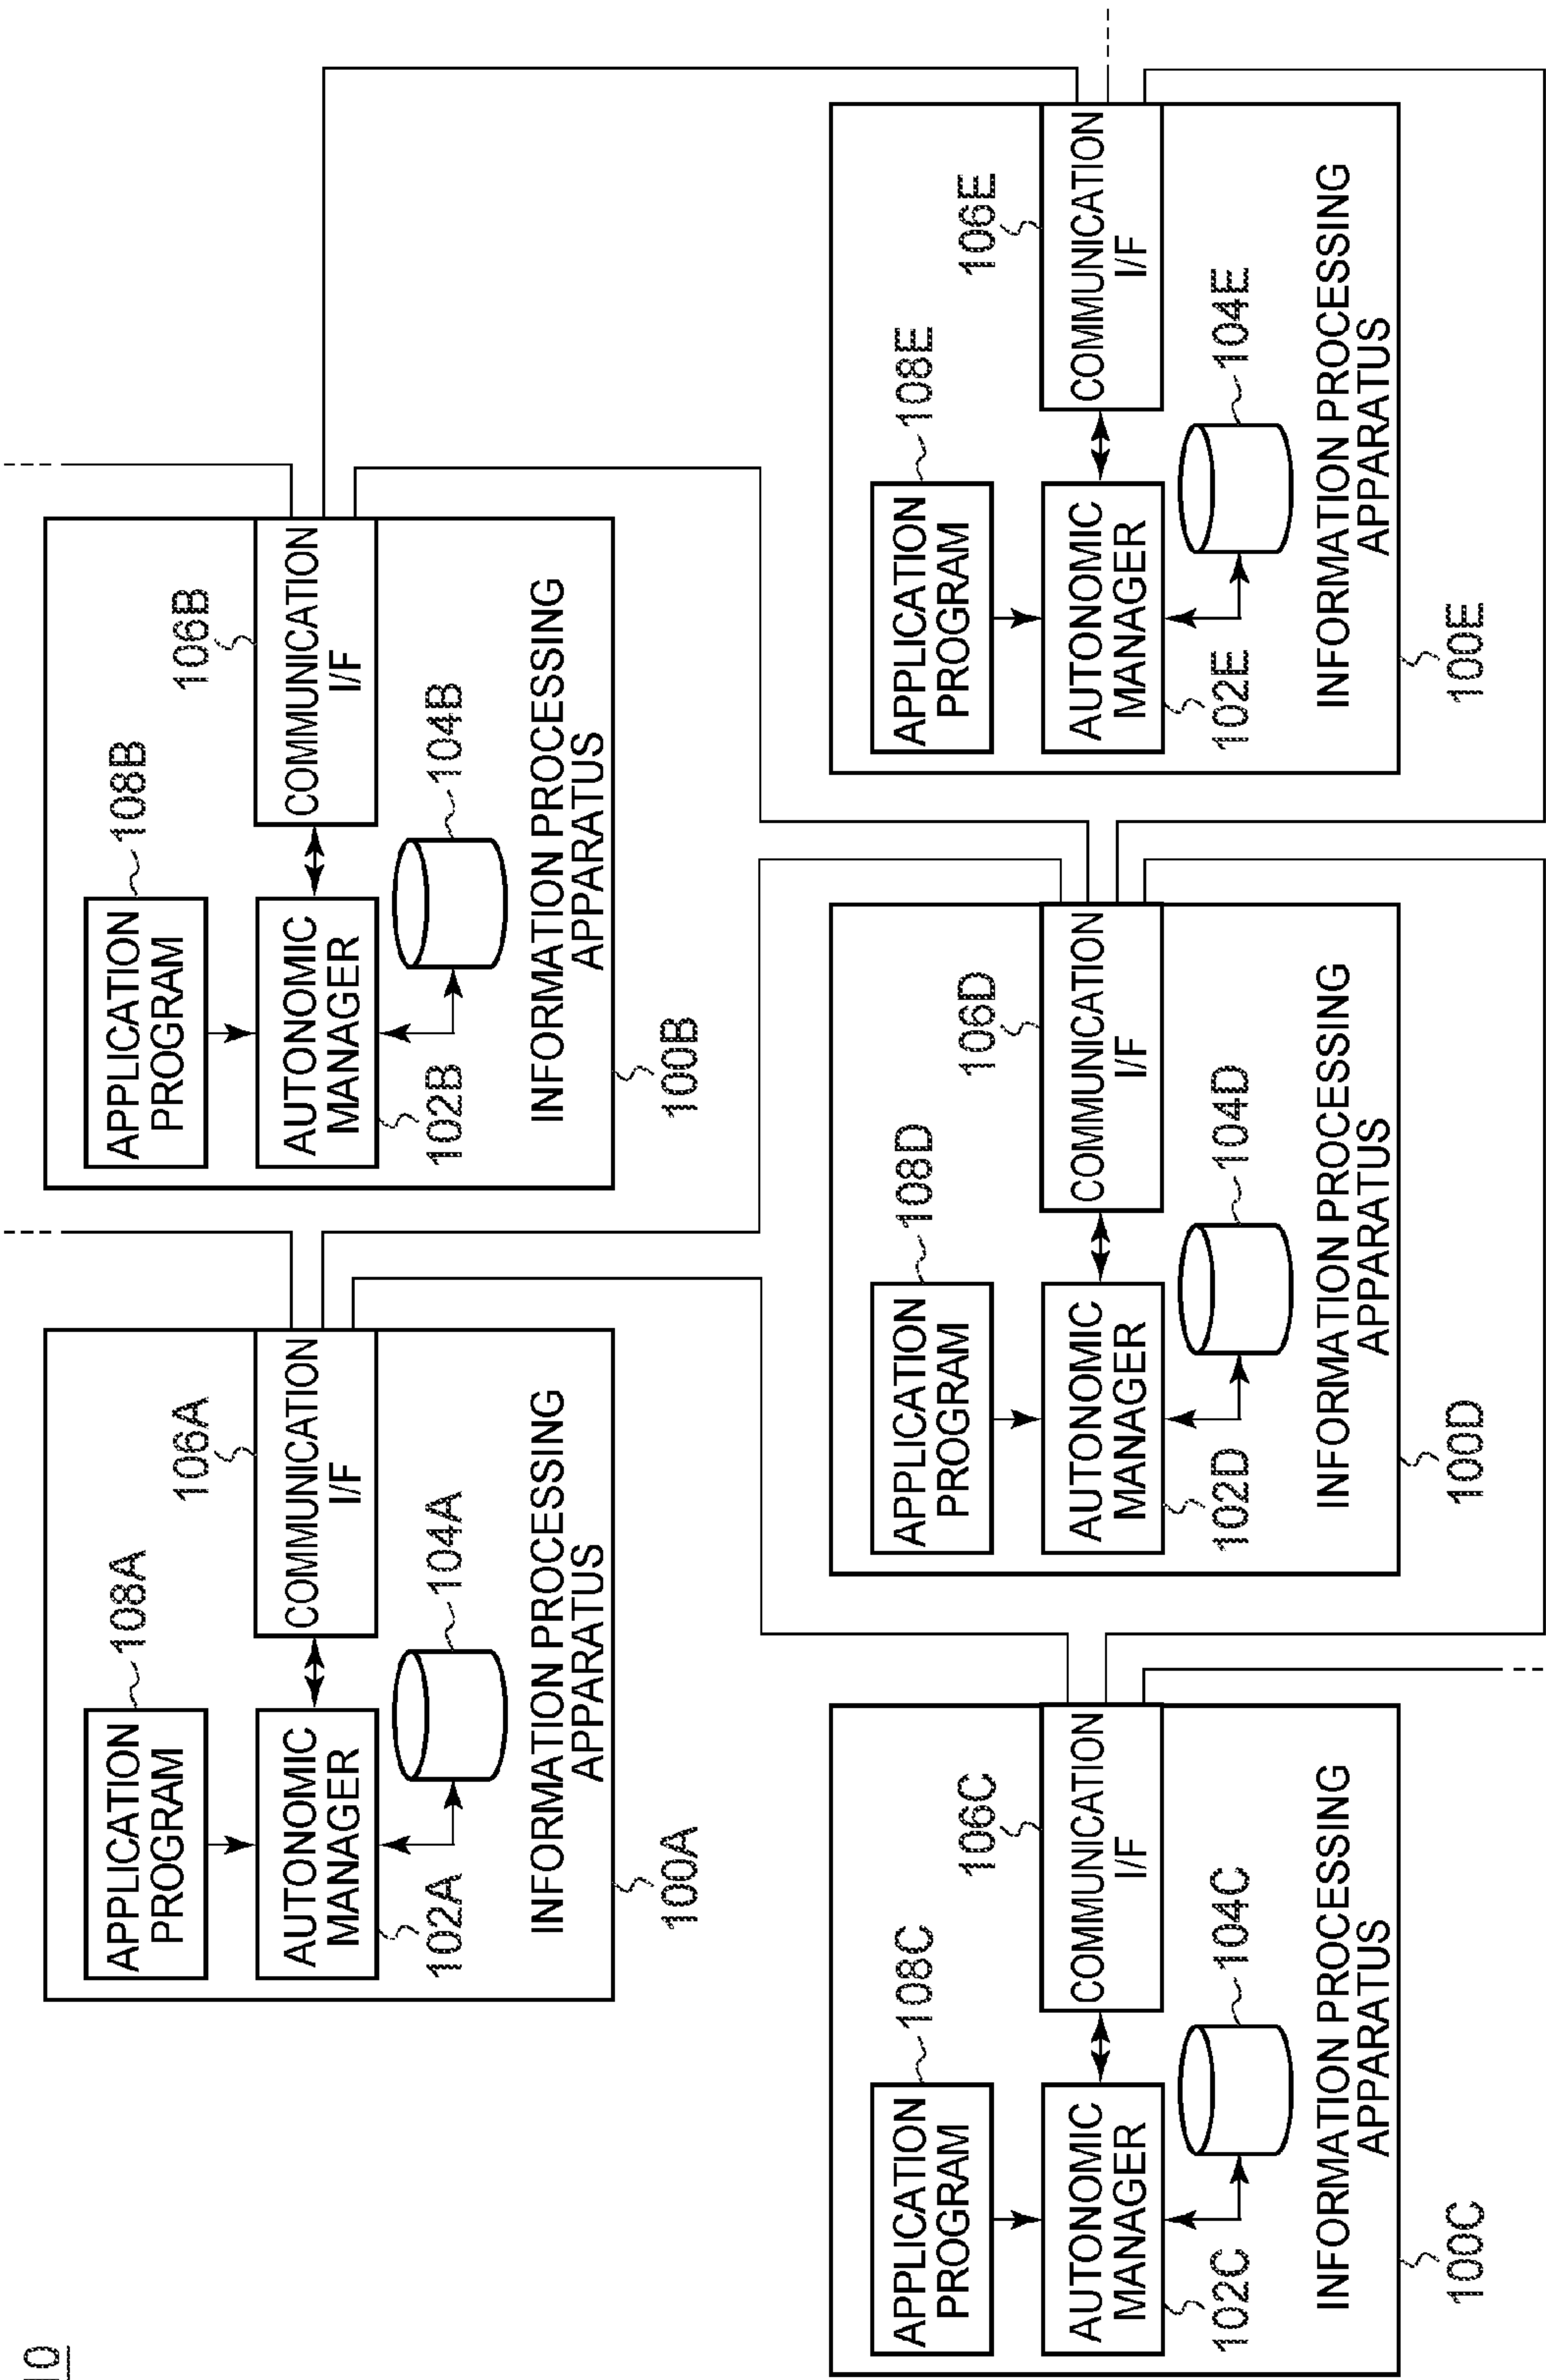 10
108A
APPLICATION
PROGRAM
106A
AUTONOMIC
MANAGER
COMMUNICATION
I/F
102A
104A
INFORMATION PROCESSING
APPARATUS
100A
108B
APPLICATION
PROGRAM
106B
AUTONOMIC
MANAGER
COMMUNICATION
I/F
102B
104B
INFORMATION PROCESSING
APPARATUS
100B
108C
APPLICATION
PROGRAM
106C
AUTONOMIC
MANAGER
COMMUNICATION
I/F
102C
104C
INFORMATION PROCESSING
APPARATUS
100C
108D
APPLICATION
PROGRAM
106D
AUTONOMIC
MANAGER
COMMUNICATION
I/F
102D
104D
INFORMATION PROCESSING
APPARATUS
100D
108E
APPLICATION
PROGRAM
106E
AUTONOMIC
MANAGER
COMMUNICATION
I/F
102E
104E
INFORMATION PROCESSING
APPARATUS
100E